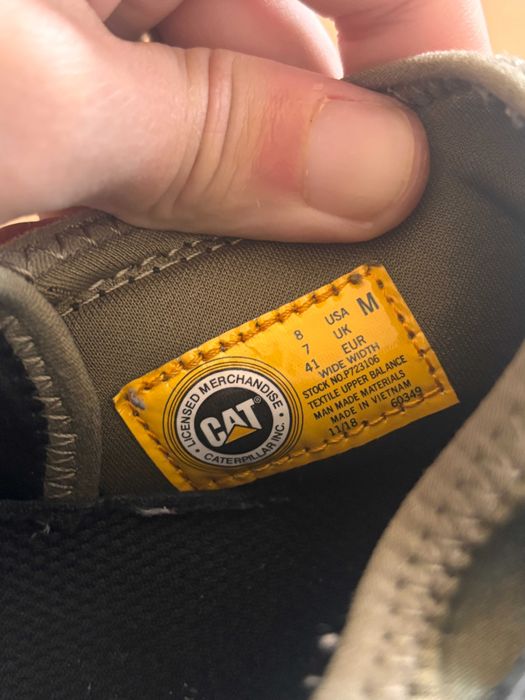 LICENSED MERCHANDISE
CAT®
CATERPILLAR INC.
8 USA M
7 UK
41 EUR
WIDE WIDTH
STOCK NO.P723106
TEXTILE UPPER BALANCE
MAN MADE MATERIALS
MADE IN VIETNAM
11/18 60349